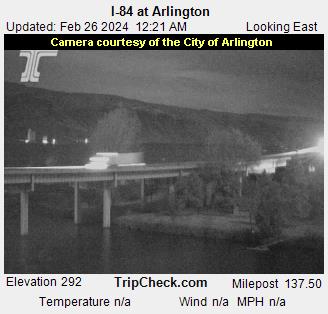 I-84 at Arlington
Updated: Feb 26 2024 12:21 AM Looking East
Camera courtesy of the City of Arlington
Elevation 292 TripCheck.com Milepost 137.50
Temperature n/a Wind n/a MPH n/a